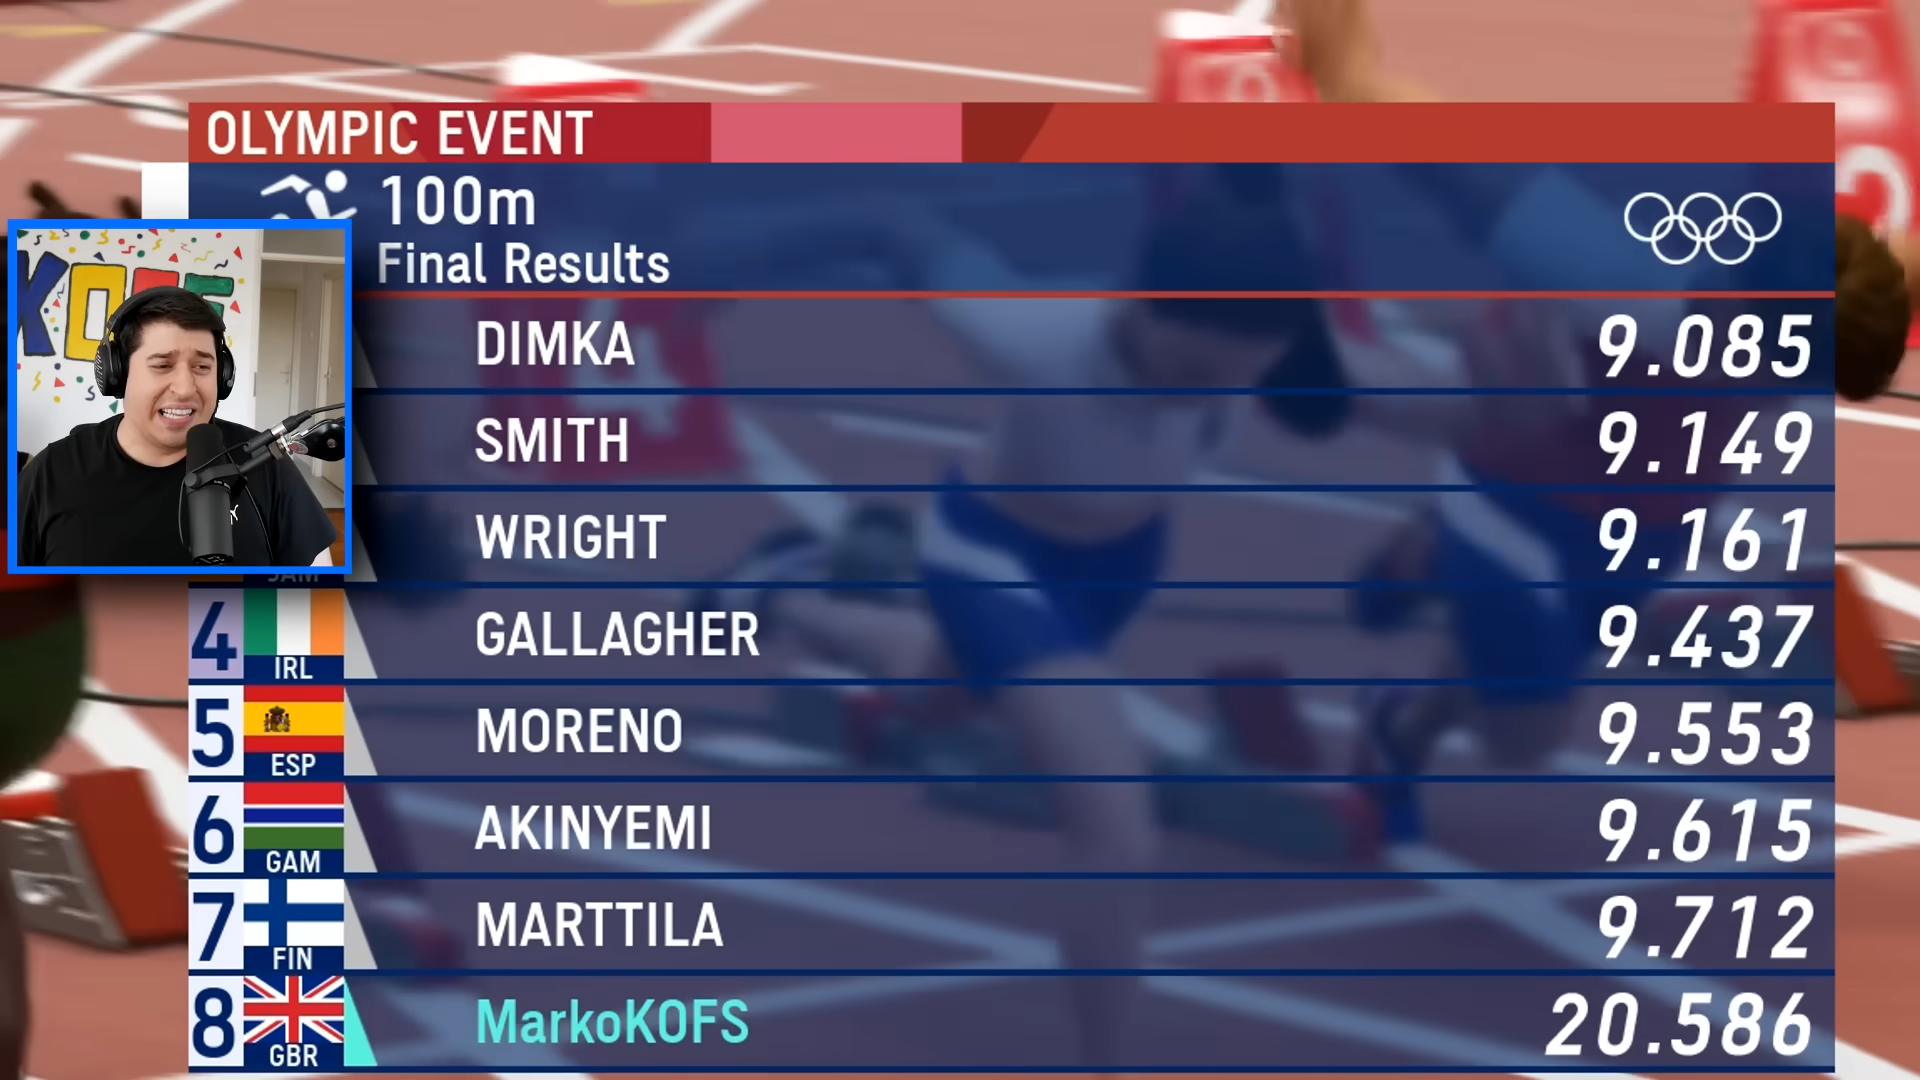 OLYMPIC EVENT
100m
Final Results
KOFS
DIMKA 9.085
SMITH 9.149
WRIGHT 9.161
JAM
4 IRL GALLAGHER 9.437
5 ESP MORENO 9.553
6 GAM AKINYEMI 9.615
7 FIN MARTTILA 9.712
8 GBR MarkoKOFS 20.586